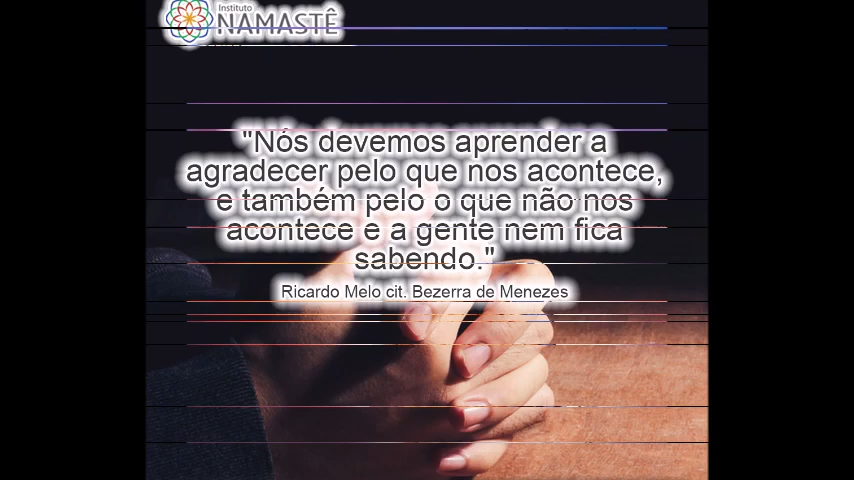 Instituto
NAMASTÊ
"Nós devemos aprender a
agradecer pelo que nos acontece,
e também pelo o que não nos
acontece e a gente nem fica
sabendo."
Ricardo Melo cit. Bezerra de Menezes